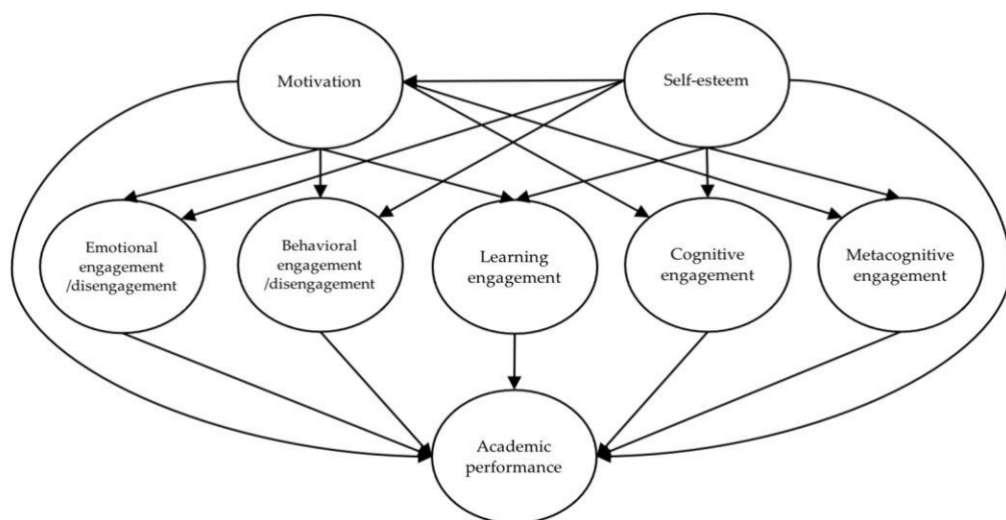 Motivation
Self-esteem
Emotional
engagement
/disengagement
Behavioral
engagement
/disengagement
Learning
engagement
Cognitive
engagement
Metacognitive
engagement
Academic
performance